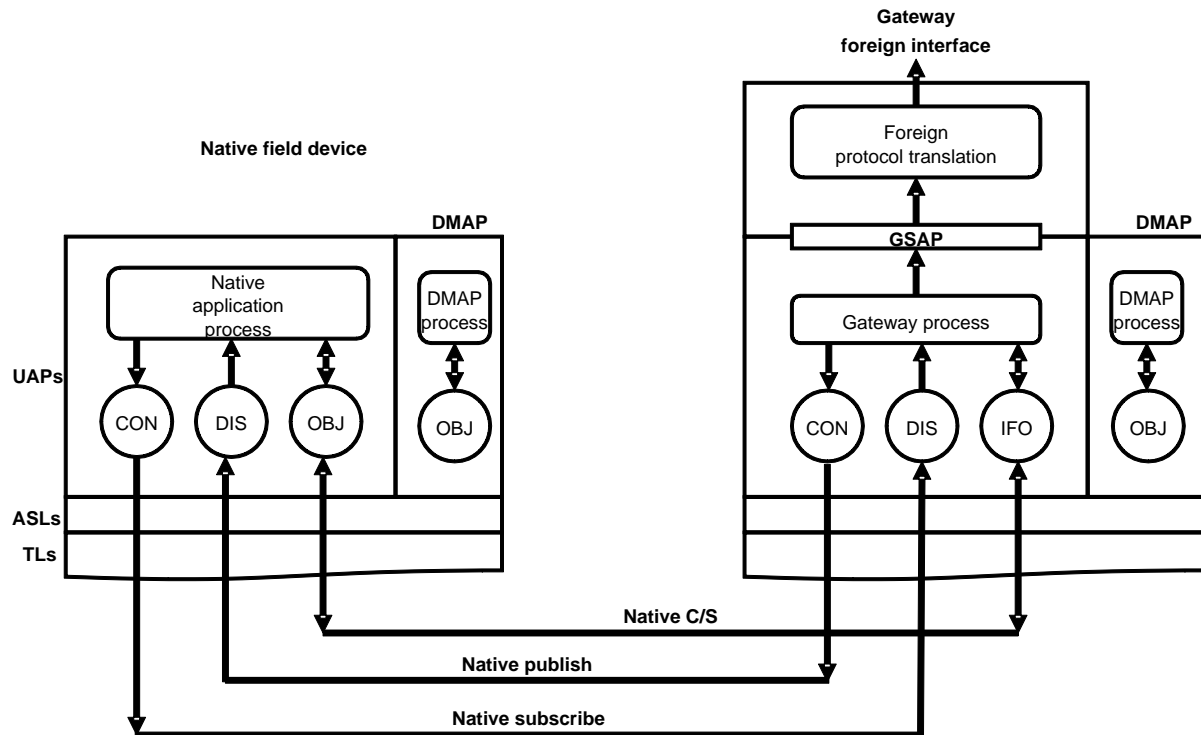 Gateway
foreign interface
Foreign
protocol translation
Native field device
DMAP
GSAP
DMAP
Native
application
process
DMAP
process
Gateway process
DMAP
process
UAPs
CON
DIS
OBJ
OBJ
CON
DIS
IFO
OBJ
ASLs
TLs
Native C/S
Native publish
Native subscribe